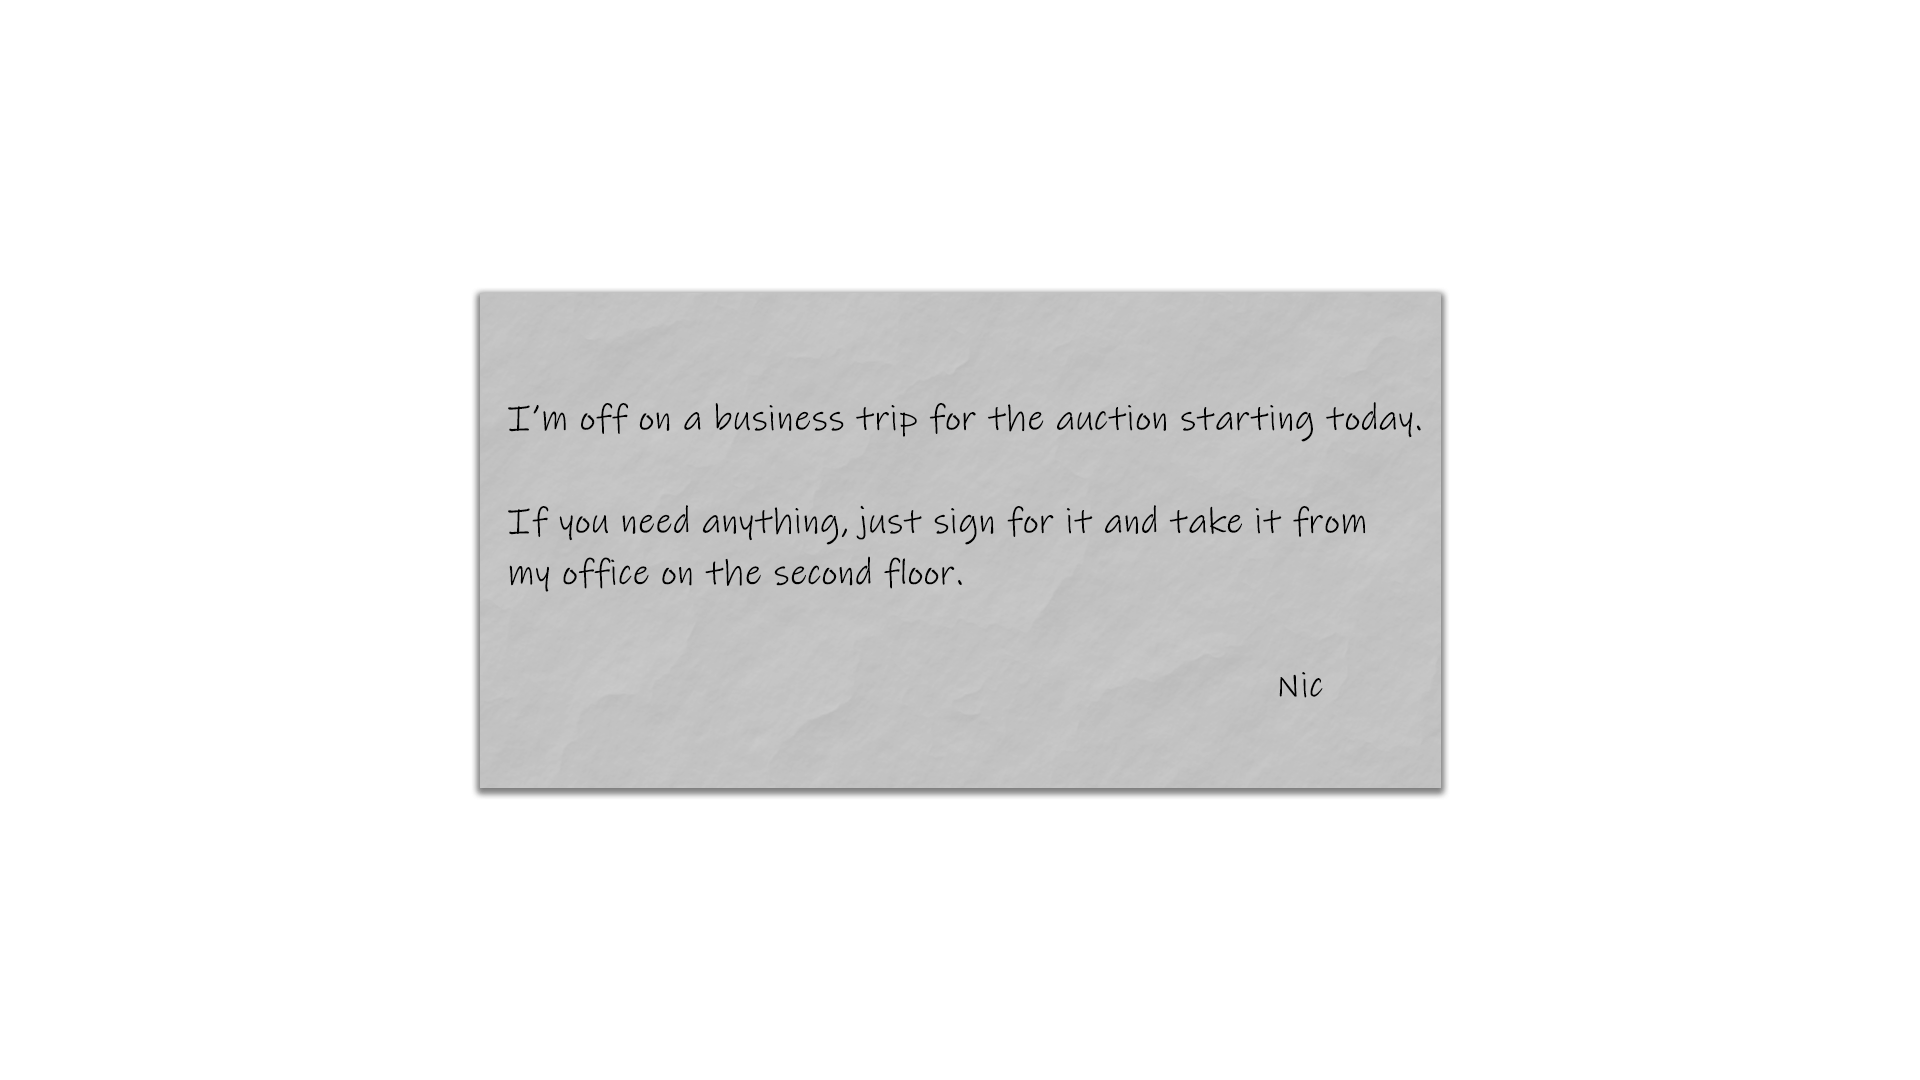 I'm off on a business trip for the auction starting today.
If you need anything, just sign for it and take it from
my office on the second floor.
Nic